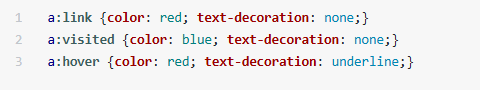 1 a:link {color: red; text-decoration: none;}
2 a:visited {color: blue; text-decoration: none;}
3 a:hover {color: red; text-decoration: underline;}